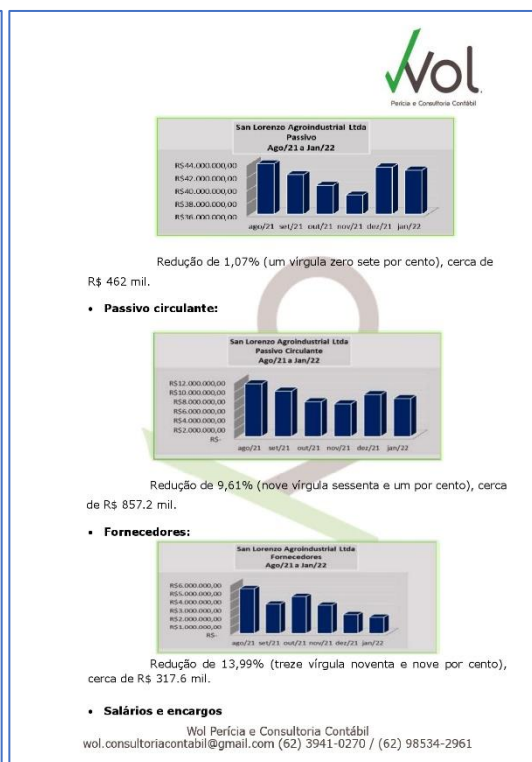 Wol
Perícia e Consultoria Contábil
San Lorenzo Agroindustrial Ltda
Passivo
Ago/21 a Jan/22
R$44.000.000,00
R$42.000.000,00
R$40.000.000,00
R$38.000.000,00
R$36.000.000,00
ago/21 set/21 out/21 nov/21 dez/21 jan/22
Redução de 1,07% (um vírgula zero sete por cento), cerca de
R$ 462 mil.
• Passivo circulante:
San Lorenzo Agroindustrial Ltda
Passivo Circulante
Ago/21 a Jan/22
R$12.000.000,00
R$10.000.000,00
R$8.000.000,00
R$6.000.000,00
R$4.000.000,00
R$2.000.000,00
R$-
ago/21 set/21 out/21 nov/21 dez/21 jan/22
Redução de 9,61% (nove vírgula sessenta e um por cento), cerca
de R$ 857.2 mil.
• Fornecedores:
San Lorenzo Agroindustrial Ltda
Fornecedores
Ago/21 a Jan/22
R$6.000.000,00
R$5.000.000,00
R$4.000.000,00
R$3.000.000,00
R$2.000.000,00
R$1.000.000,00
R$-
ago/21 set/21 out/21 nov/21 dez/21 jan/22
Redução de 13,99% (treze vírgula noventa e nove por cento),
cerca de R$ 317.6 mil.
• Salários e encargos
Wol Perícia e Consultoria Contábil
wol.consultoriacontabil@gmail.com (62) 3941-0270 / (62) 98534-2961